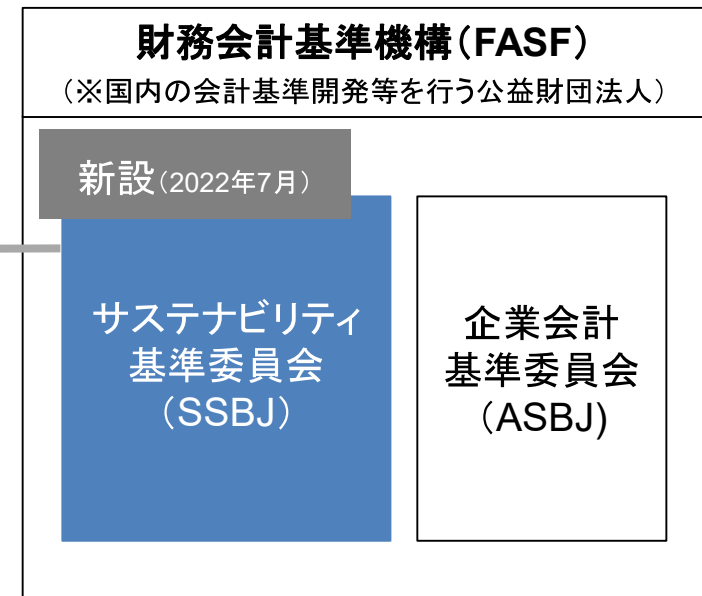 財務会計基準機構（FASF）
（※国内の会計基準開発等を行う公益財団法人）
新設（2022年7月）
サステナビリティ
基準委員会
（SSBJ）
企業会計
基準委員会
（ASBJ)